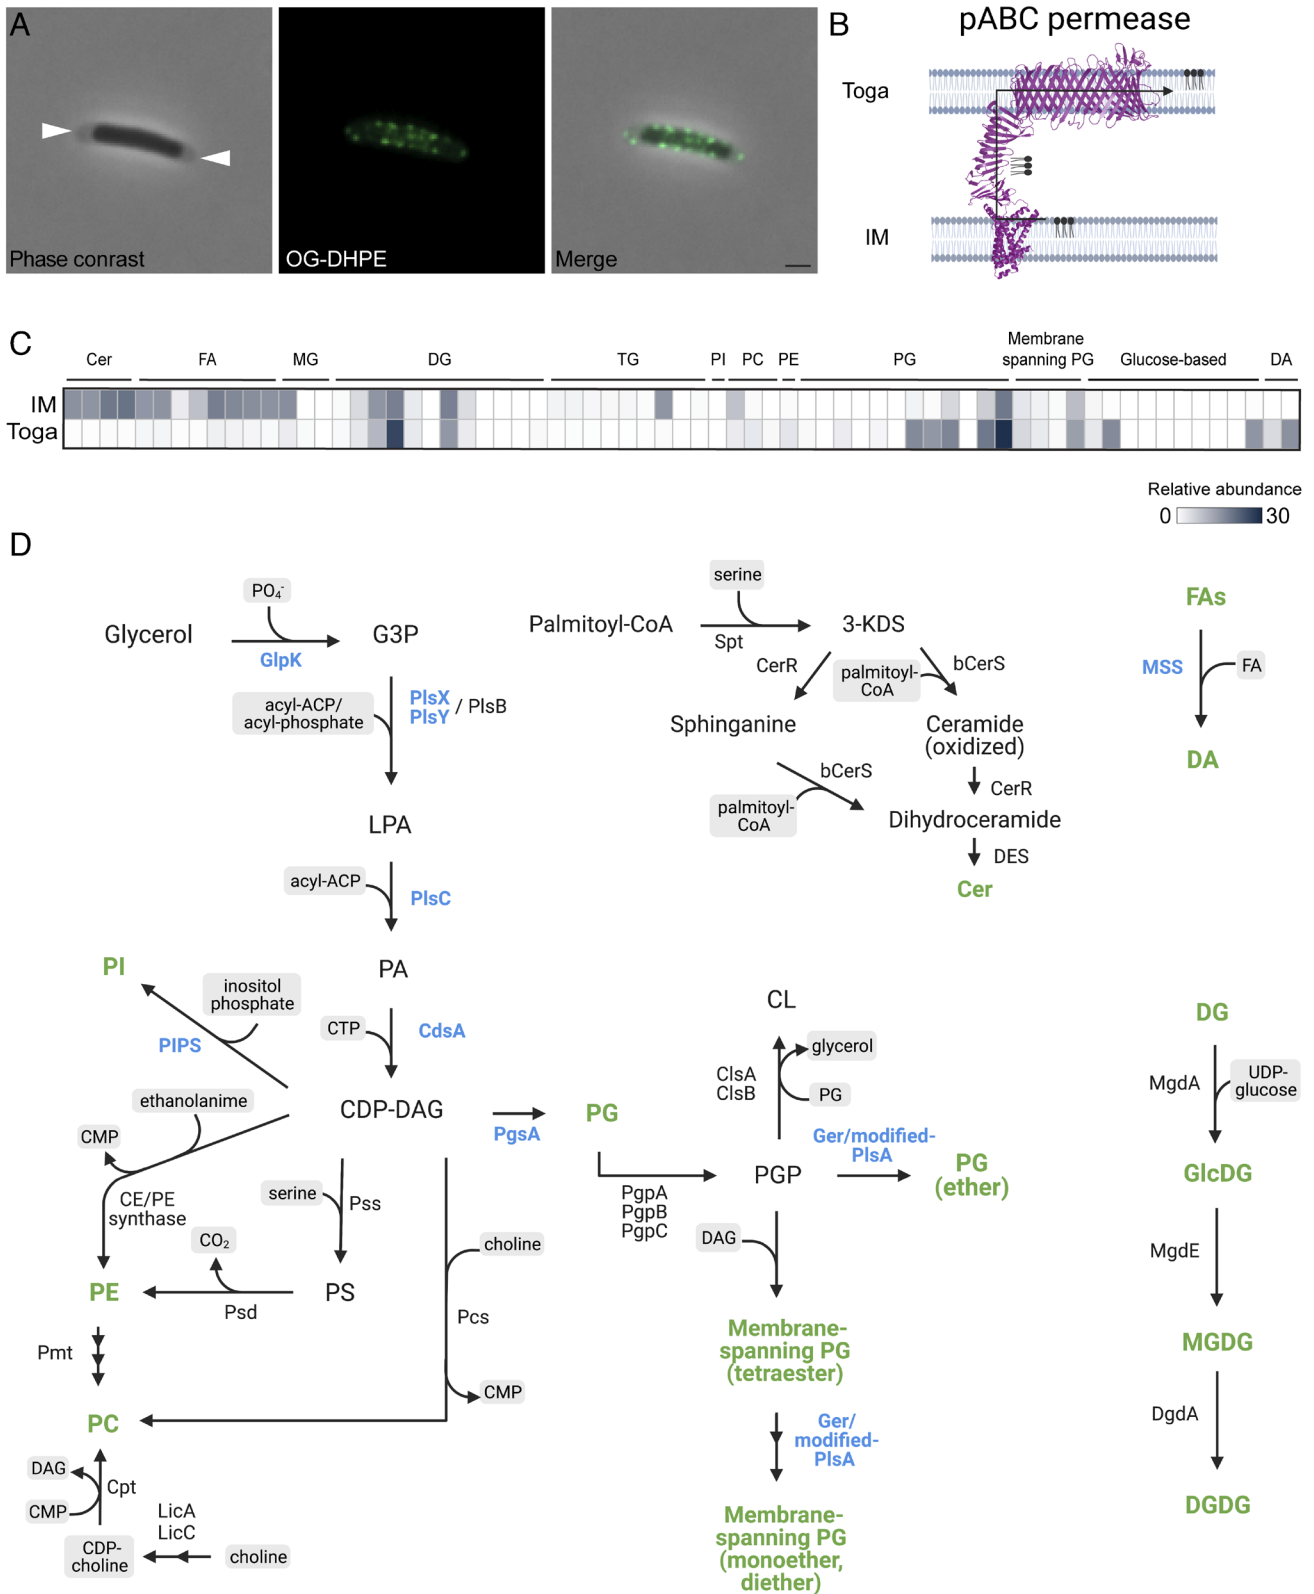 A
Phase conrast
OG-DHPE
Merge
B
pABC permease
Toga
IM
C
Cer
FA
MG
DG
TG
PI
PC
PE
PG
Membrane
spanning PG
Glucose-based
DA
IM
Toga
Relative abundance
0
30
D
Glycerol
PO4-
GlpK
G3P
acyl-ACP/
acyl-phosphate
PlsX
PlsY
/ PlsB
LPA
acyl-ACP
PlsC
PA
CTP
CdsA
CDP-DAG
PI
inositol
phosphate
PIPS
ethanolanime
CMP
CE/PE
synthase
PE
serine
Pss
PS
CO2
Psd
Pmt
PC
choline
Pcs
CMP
DAG
CMP
Cpt
CDP-
choline
LicA
LicC
choline
PgsA
PG
PgpA
PgpB
PgpC
PGP
ClsA
ClsB
glycerol
PG
CL
Ger/modified-
PlsA
PG
(ether)
DAG
Membrane-
spanning PG
(tetraester)
Ger/
modified-
PlsA
Membrane-
spanning PG
(monoether,
diether)
Palmitoyl-CoA
serine
Spt
3-KDS
CerR
palmitoyl-
CoA
bCerS
Sphinganine
Ceramide
(oxidized)
bCerS
palmitoyl-
CoA
CerR
Dihydroceramide
DES
Cer
FAs
MSS
FA
DA
DG
MgdA
UDP-
glucose
GlcDG
MgdE
MGDG
DgdA
DGDG